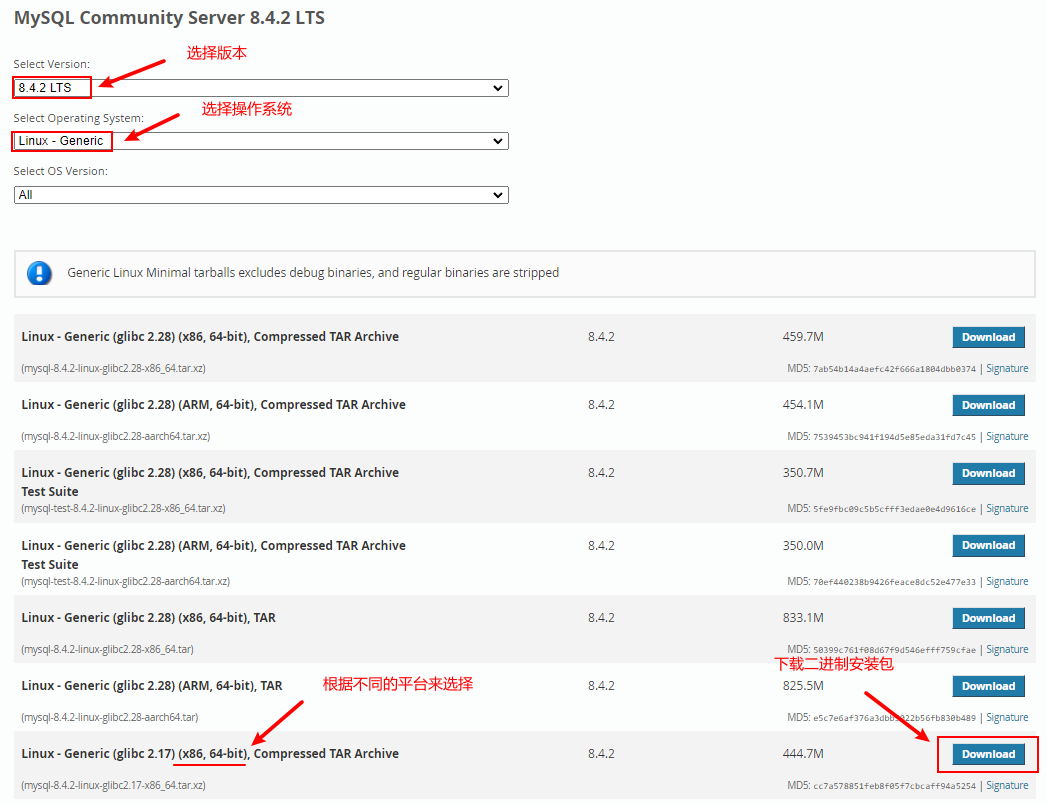 MySQL Community Server 8.4.2 LTS
选择版本
Select Version:
8.4.2 LTS
选择操作系统
Select Operating System:
Linux - Generic
Select OS Version:
All
Generic Linux Minimal tarballs excludes debug binaries, and regular binaries are stripped
Linux - Generic (glibc 2.28) (x86, 64-bit), Compressed TAR Archive 8.4.2 459.7M Download
(mysql-8.4.2-linux-glibc2.28-x86_64.tar.xz) MD5: 7ab54b14a4aefc42f666a1804dbb0374 | Signature
Linux - Generic (glibc 2.28) (ARM, 64-bit), Compressed TAR Archive 8.4.2 454.1M Download
(mysql-8.4.2-linux-glibc2.28-aarch64.tar.xz) MD5: 7539453bc941f194d5e85eda31fd7c45 | Signature
Linux - Generic (glibc 2.28) (x86, 64-bit), Compressed TAR Archive 8.4.2 350.7M Download
Test Suite
(mysql-test-8.4.2-linux-glibc2.28-x86_64.tar.xz) MD5: 5fe9fbc09c5b5cfff3edae0e4d9616ce | Signature
Linux - Generic (glibc 2.28) (ARM, 64-bit), Compressed TAR Archive 8.4.2 350.0M Download
Test Suite
(mysql-test-8.4.2-linux-glibc2.28-aarch64.tar.xz) MD5: 70ef440238b9426feace8dc52e477e33 | Signature
Linux - Generic (glibc 2.28) (x86, 64-bit), TAR 8.4.2 833.1M Download
(mysql-8.4.2-linux-glibc2.28-x86_64.tar) MD5: 50399c761f08d67f9d546efff759cfae | Signature
下载二进制安装包
根据不同的平台来选择
Linux - Generic (glibc 2.28) (ARM, 64-bit), TAR 8.4.2 825.5M Download
(mysql-8.4.2-linux-glibc2.28-aarch64.tar) MD5: | Signature
Linux - Generic (glibc 2.17) (x86, 64-bit), Compressed TAR Archive 8.4.2 444.7M Download
(mysql-8.4.2-linux-glibc2.17-x86_64.tar.xz) MD5: cc7a578851feb8f05f7cbcaff94a5254 | Signature